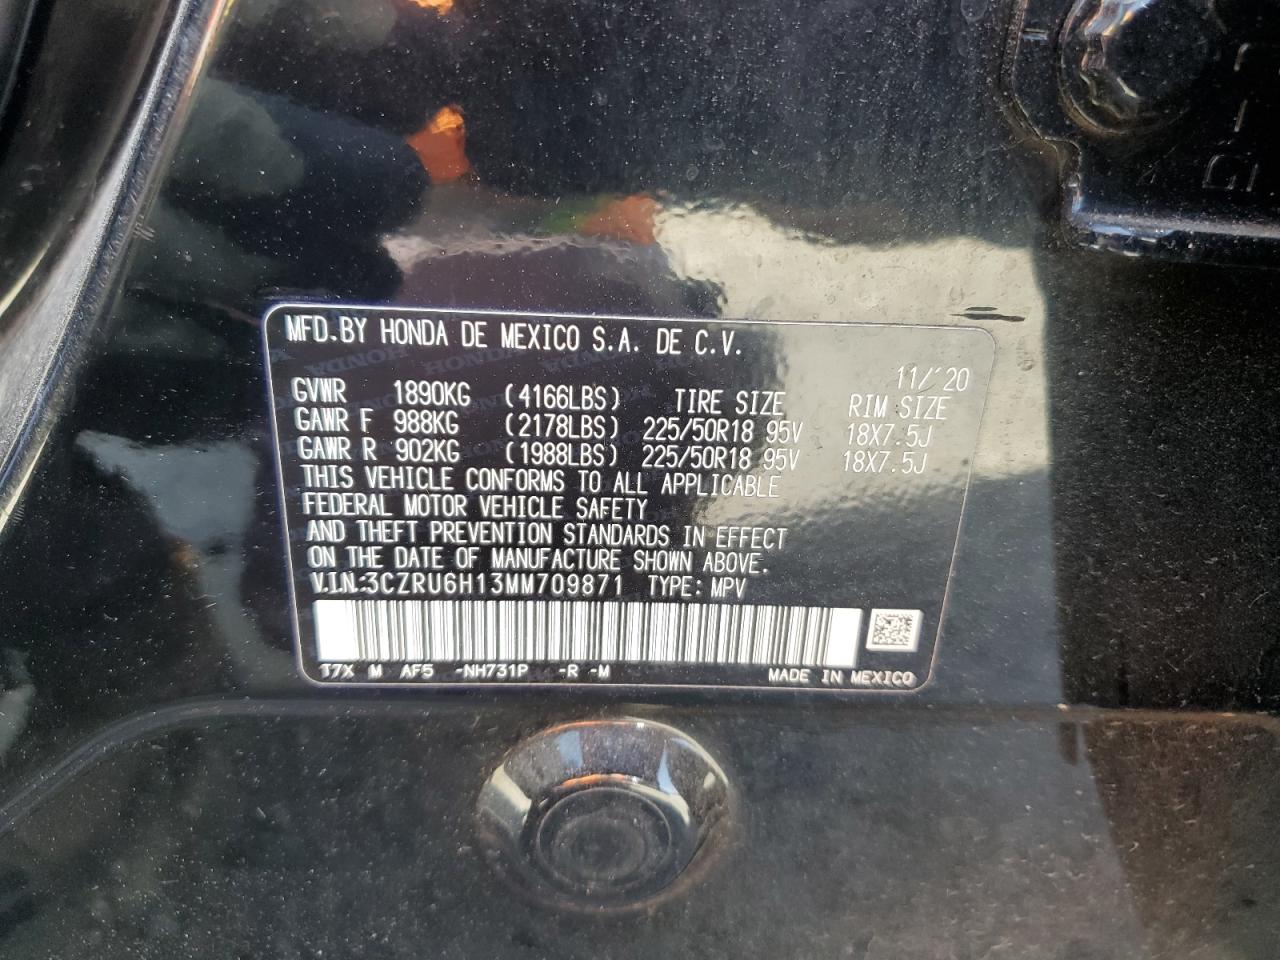 MFD.BY HONDA DE MEXICO S.A. DE C.V.
11/'20
GVWR 1890KG (4166LBS) TIRE SIZE RIM SIZE
GAWR F 988KG (2178LBS) 225/50R18 95V 18X7.5J
GAWR R 902KG (1988LBS) 225/50R18 95V 18X7.5J
THIS VEHICLE CONFORMS TO ALL APPLICABLE
FEDERAL MOTOR VEHICLE SAFETY
AND THEFT PREVENTION STANDARDS IN EFFECT
ON THE DATE OF MANUFACTURE SHOWN ABOVE.
V.I.N.:3CZRU6H13MM709871 TYPE: MPV
T7X M AF5 -NH731P -R -M MADE IN MEXICO